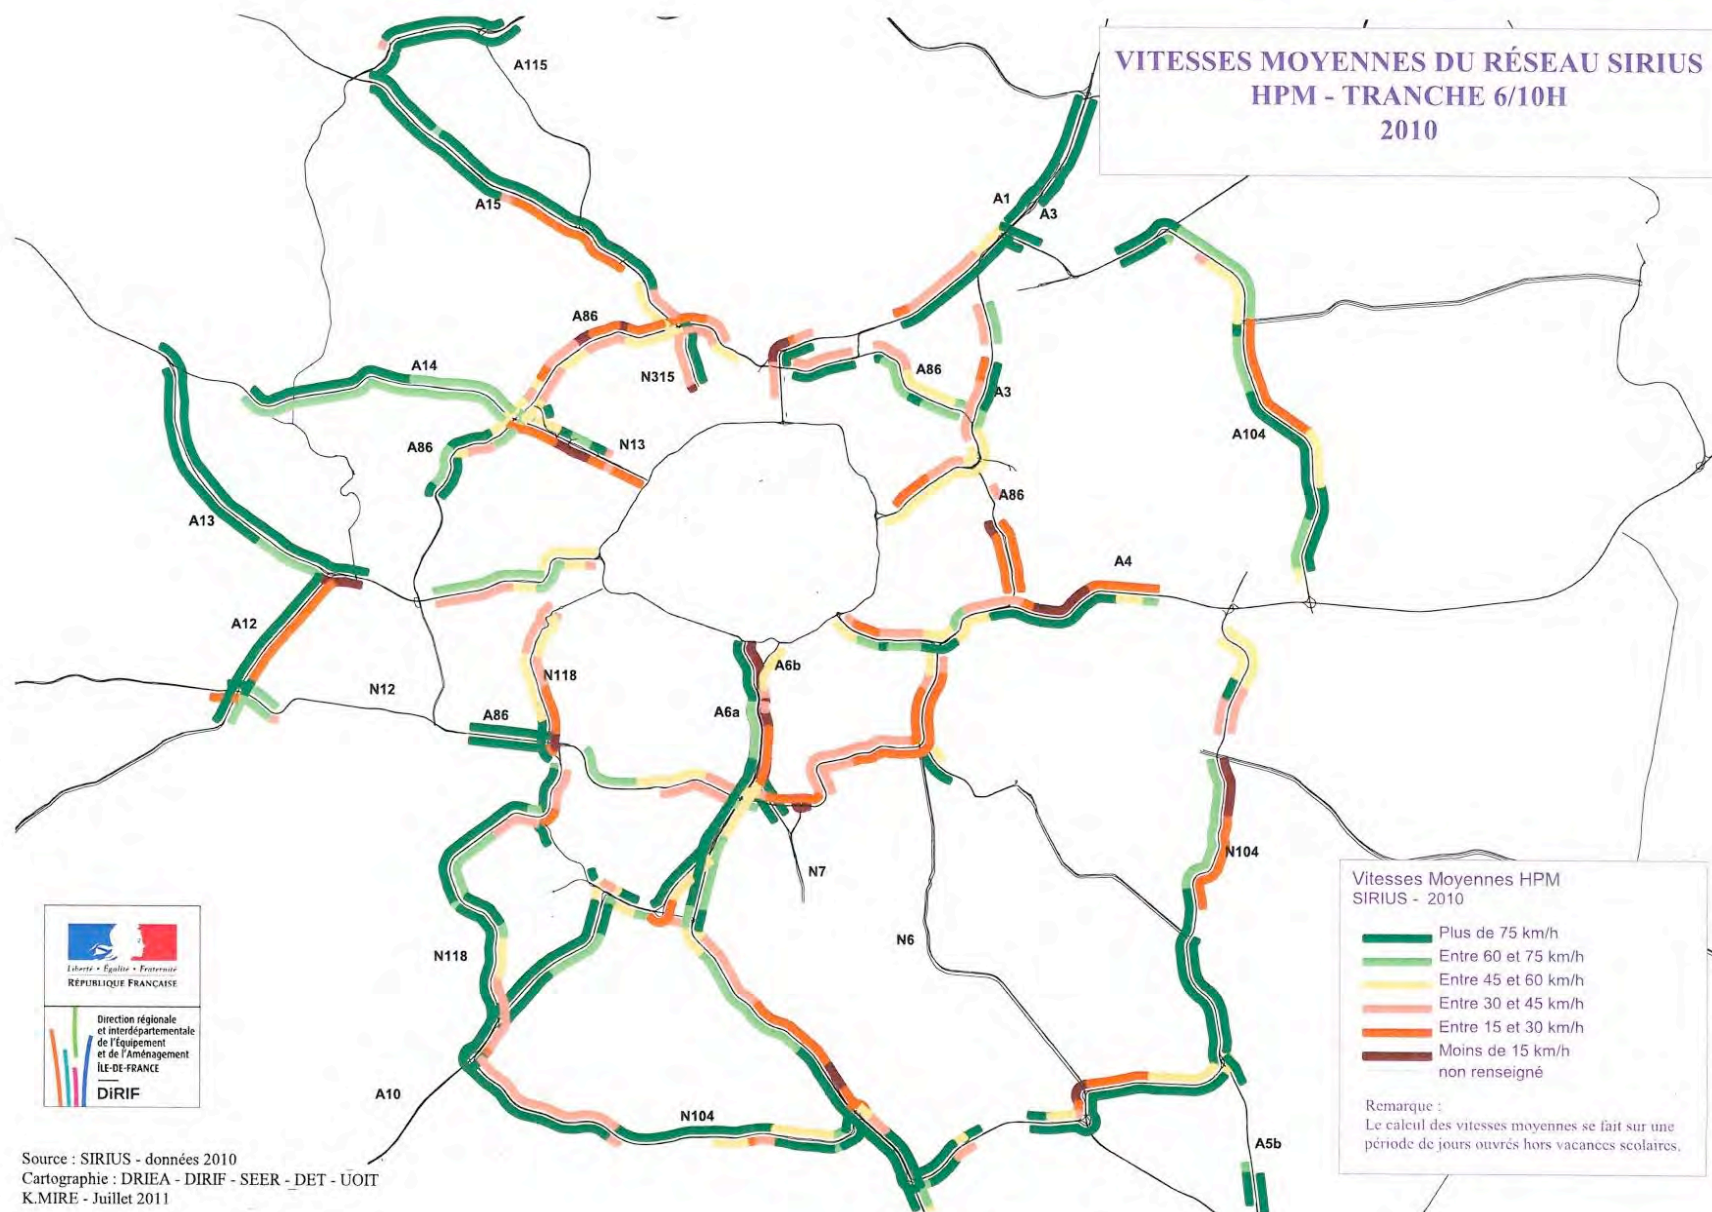 VITESSES MOYENNES DU RÉSEAU SIRIUS
HPM - TRANCHE 6/10H
2010
A115
A15
A1
A3
A86
N315
A14
A86
A3
A86
N13
A104
A13
A86
A4
A12
N118
A6b
N12
A86
A6a
N104
N7
N6
N118
A10
N104
A5b
Vitesses Moyennes HPM
SIRIUS - 2010
Plus de 75 km/h
Entre 60 et 75 km/h
Entre 45 et 60 km/h
Entre 30 et 45 km/h
Entre 15 et 30 km/h
Moins de 15 km/h
non renseigné
Remarque :
Le calcul des vitesses moyennes se fait sur une
période de jours ouvrés hors vacances scolaires.
Liberté • Égalité • Fraternité
RÉPUBLIQUE FRANÇAISE
Direction régionale
et interdépartementale
de l'Équipement
et de l'Aménagement
ÎLE-DE-FRANCE
DiRIF
Source : SIRIUS - données 2010
Cartographie : DRIEA - DIRIF - SEER - DET - UOIT
K.MIRE - Juillet 2011